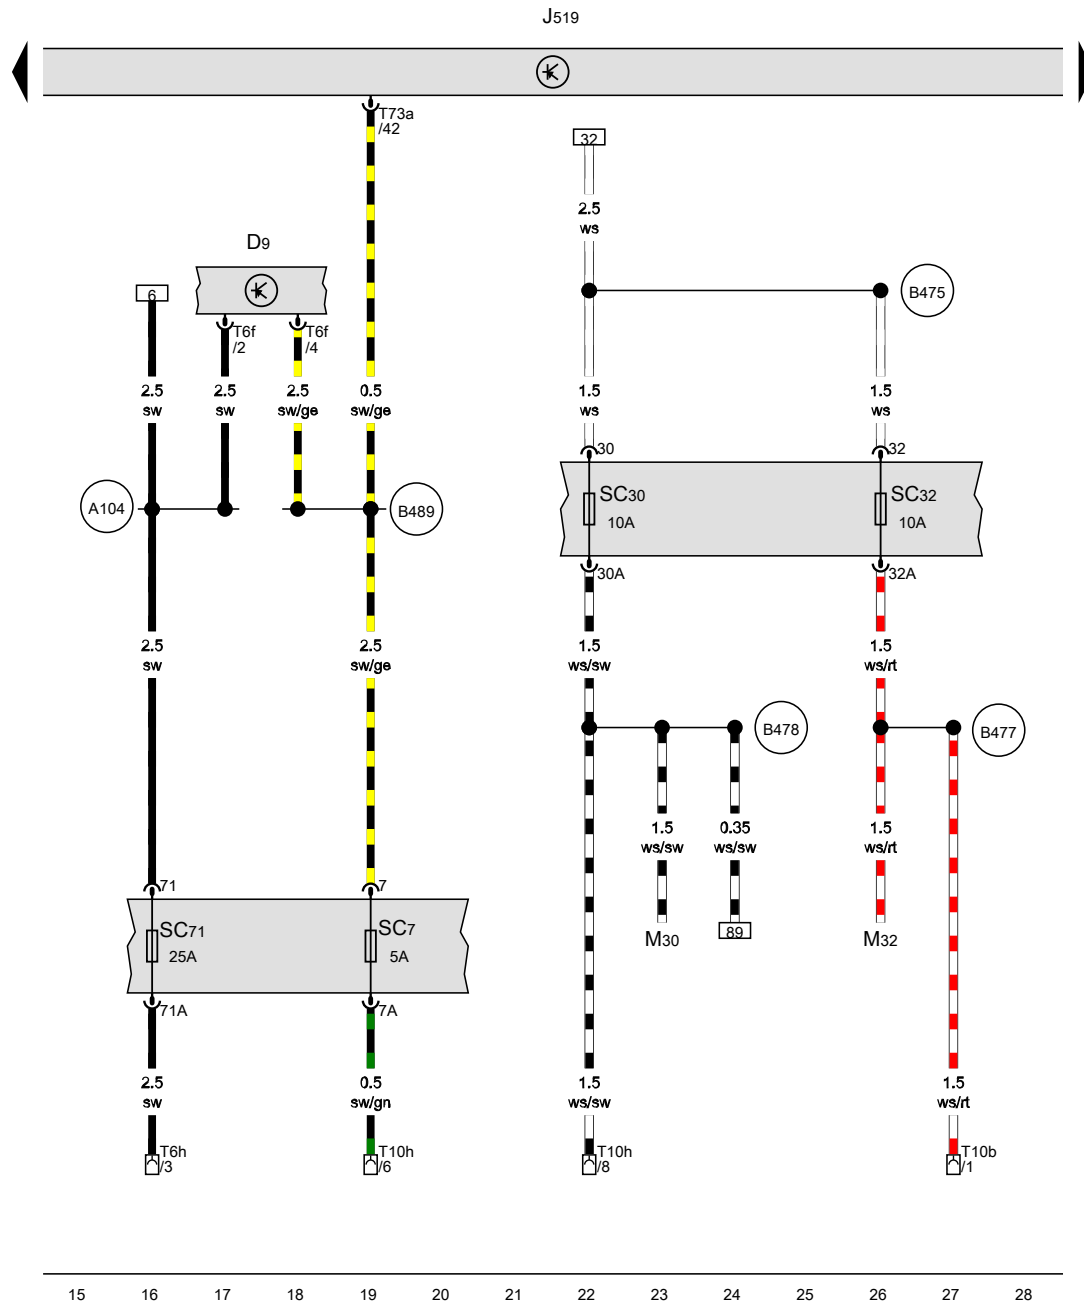 J519
T73a
/42
32
2.5
ws
D9
6
B475
T6f
/2
T6f
/4
2.5
sw
2.5
sw
2.5
sw/ge
0.5
sw/ge
1.5
ws
1.5
ws
30
32
A104
B489
SC30
10A
SC32
10A
30A
32A
2.5
sw
2.5
sw/ge
1.5
ws/sw
1.5
ws/rt
B478
B477
1.5
ws/sw
0.35
ws/sw
1.5
ws/rt
71
7
SC71
25A
SC7
5A
M30
89
M32
71A
7A
2.5
sw
0.5
sw/gn
1.5
ws/sw
1.5
ws/rt
T6h
/3
T10h
/6
T10h
/8
T10b
/1
15 16 17 18 19 20 21 22 23 24 25 26 27 28